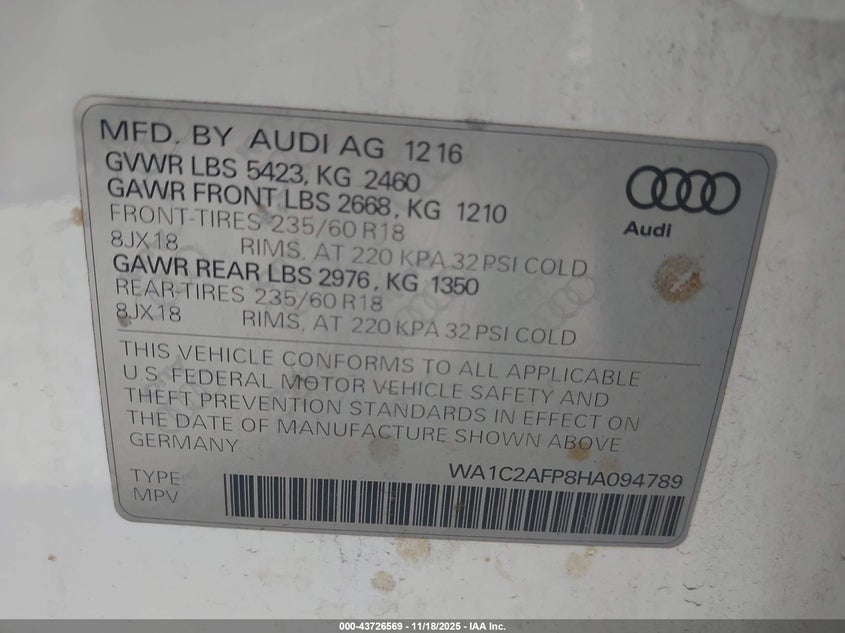 MFD. BY AUDI AG 12 16
GVWR LBS 5423, KG 2460
GAWR FRONT LBS 2668, KG 1210
FRONT-TIRES 235/60 R18
8JX18 RIMS, AT 220 KPA 32 PSI COLD
GAWR REAR LBS 2976, KG 1350
REAR-TIRES 235/60 R18
8JX18 RIMS, AT 220 KPA 32 PSI COLD
Audi
THIS VEHICLE CONFORMS TO ALL APPLICABLE
U.S. FEDERAL MOTOR VEHICLE SAFETY AND
THEFT PREVENTION STANDARDS IN EFFECT ON
THE DATE OF MANUFACTURE SHOWN ABOVE
GERMANY
WA1C2AFP8HA094789
TYPE:
MPV
000-43726569 - 11/18/2025 - IAA Inc.